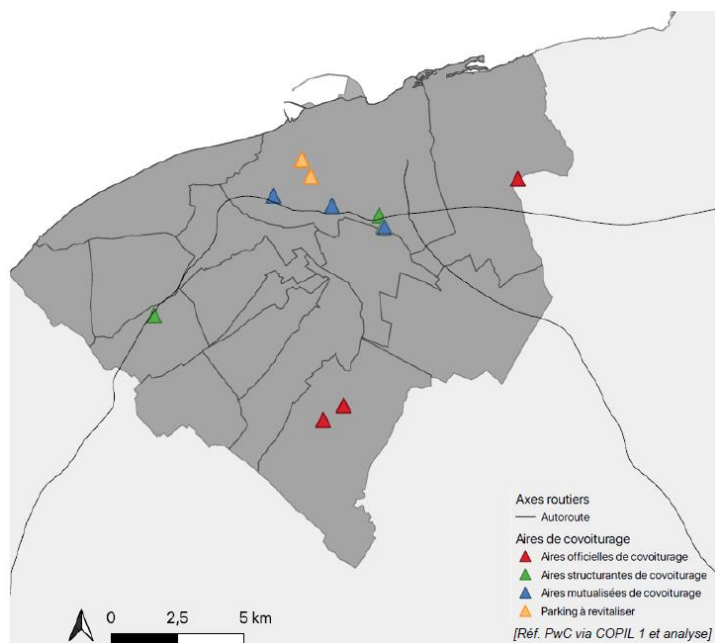 Axes routiers
Autoroute
Aires de covoiturage
Aires officielles de covoiturage
Aires structurantes de covoiturage
Aires mutualisées de covoiturage
Parking à revitaliser
0 2,5 5 km
[Réf. PwC via COPIL 1 et analyse]